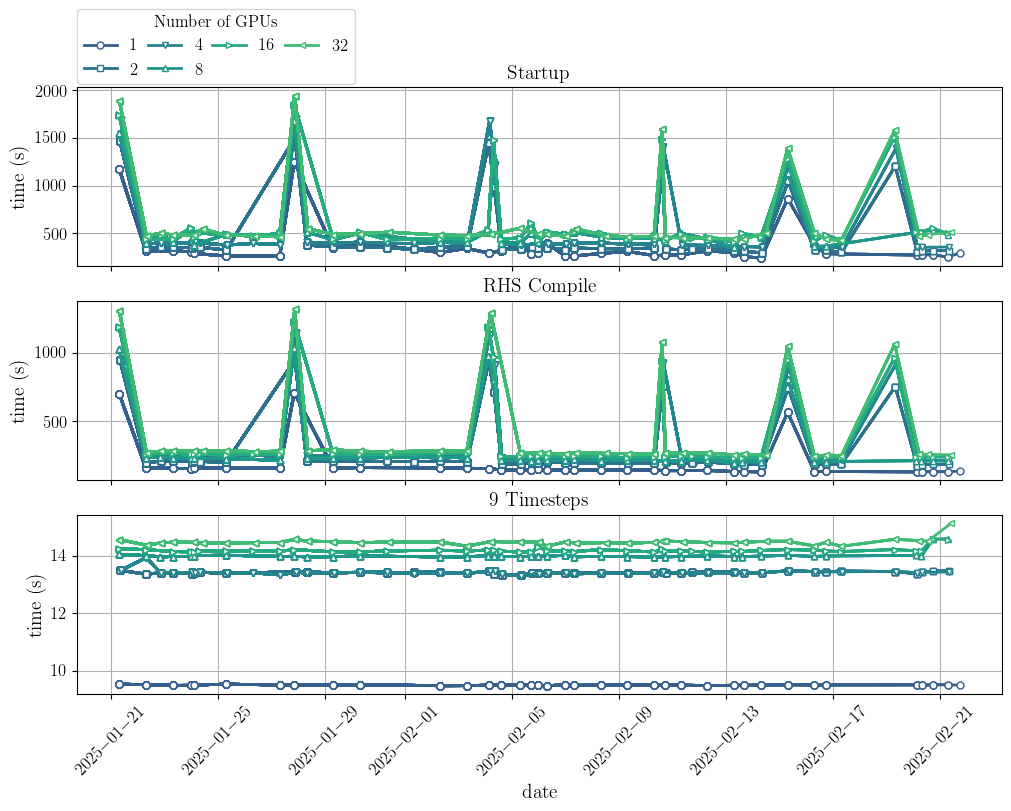 Number of GPUs
1 4 16 32
2 8
Startup
2000
1500
1000
500
time (s)
RHS Compile
1000
500
time (s)
9 Timesteps
14
12
10
time (s)
2025−01−21 2025−01−25 2025−01−29 2025−02−01 2025−02−05 2025−02−09 2025−02−13 2025−02−17 2025−02−21
date